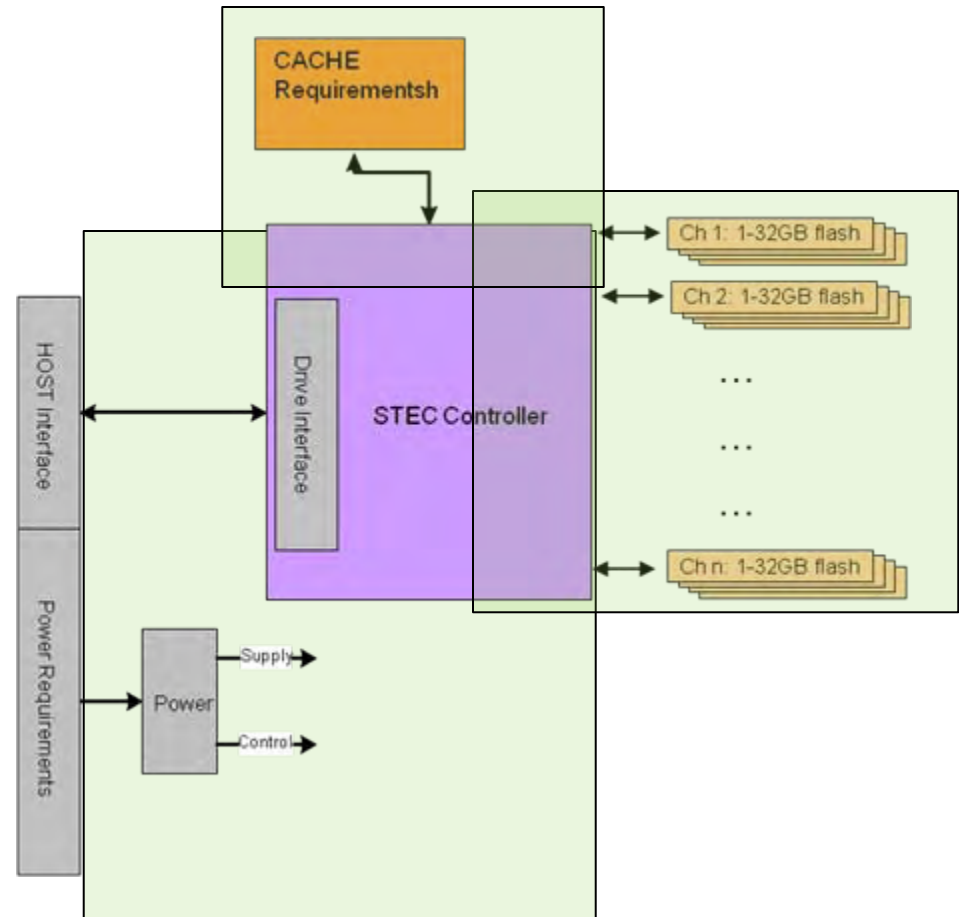 CACHE
Requirementsh
Ch 1: 1-32GB flash
Ch 2: 1-32GB flash
...
...
...
Ch n: 1-32GB flash
HOST Interface
Drive Interface
STEC Controller
Power Requirements
Power
Supply
Control